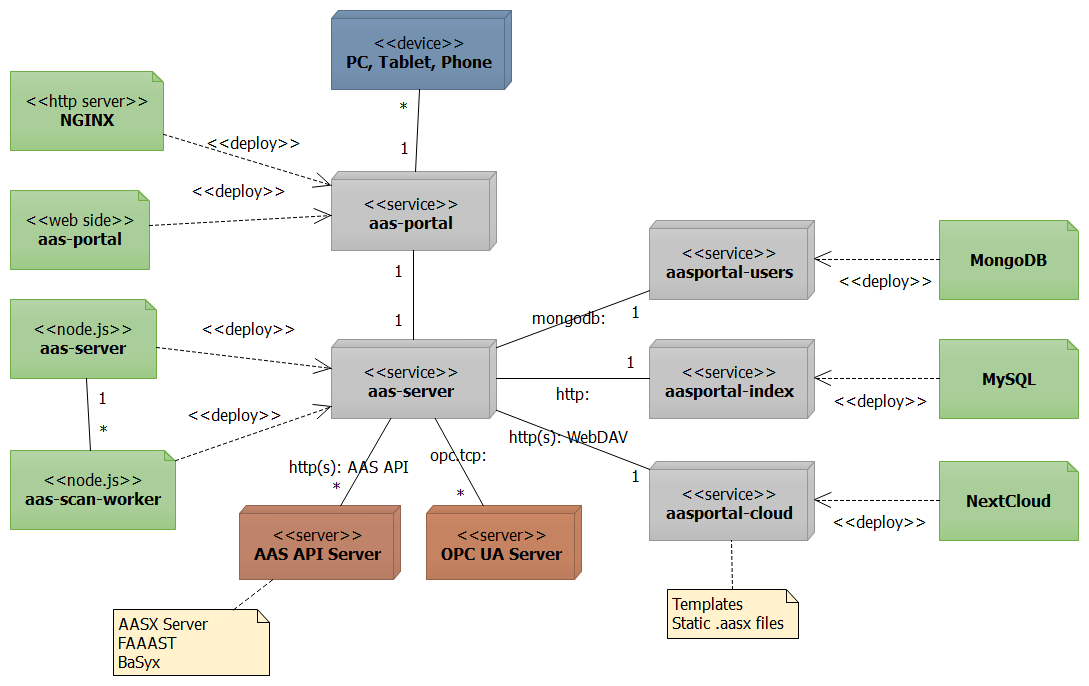 <<device>>
PC, Tablet, Phone
<<http server>>
NGINX
*
<<deploy>>
1
<<deploy>>
<<service>>
aas-portal
<<web side>>
aas-portal
<<service>>
aasportal-users
MongoDB
<<deploy>>
1
1
mongodb:
1
<<node.js>>
aas-server
<<deploy>>
<<service>>
aas-server
1
http:
<<service>>
aasportal-index
MySQL
<<deploy>>
1
*
<<deploy>>
http(s): WebDAV
1
http(s): AAS API
*
opc.tcp:
*
<<node.js>>
aas-scan-worker
<<service>>
aasportal-cloud
NextCloud
<<deploy>>
<<server>>
AAS API Server
<<server>>
OPC UA Server
Templates
Static .aasx files
AASX Server
FAAAST
BaSyx